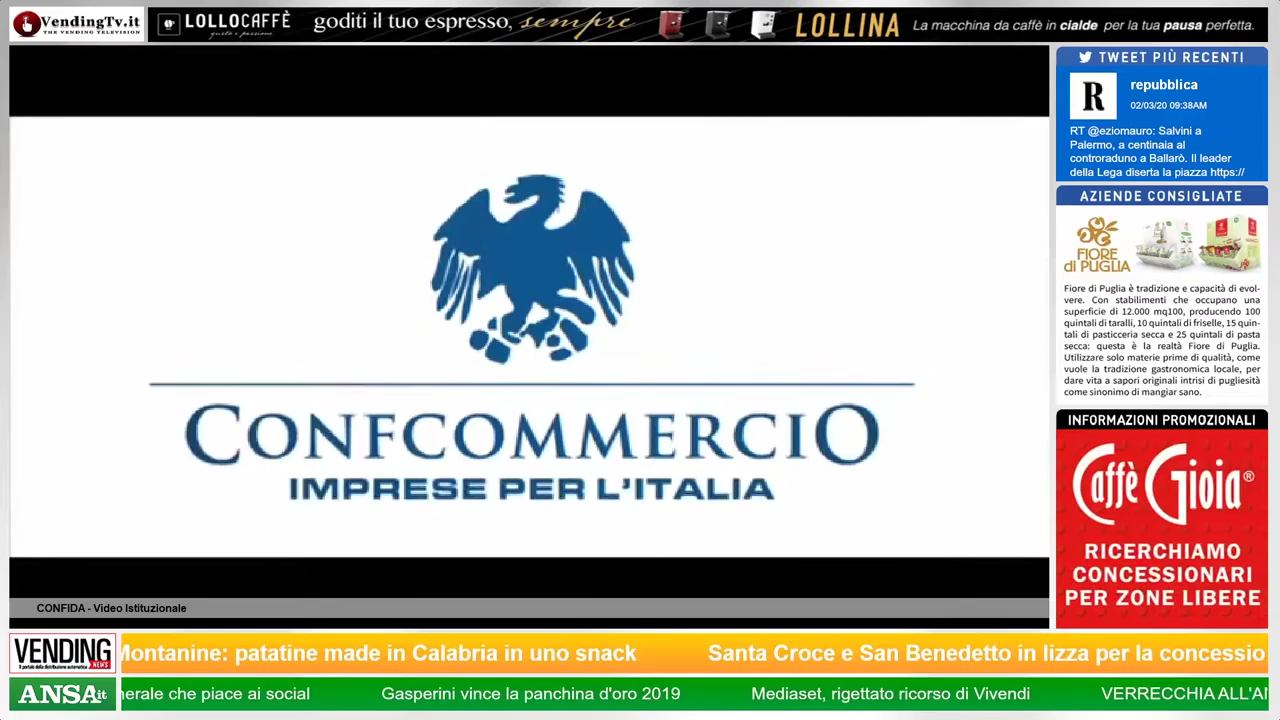 VendingTv.it
THE VENDING TELEVISION
LOLLOCAFFÈ
gusto e passione
goditi il tuo espresso, sempre
LOLLINA
La macchina da caffè in cialde per la tua pausa perfetta.
CONFCOMMERCIO
IMPRESE PER L'ITALIA
CONFIDA - Video Istituzionale
TWEET PIÙ RECENTI
R
repubblica
02/03/20 09:38AM
RT @eziomauro: Salvini a
Palermo, a centinaia al
controraduno a Ballarò. Il leader
della Lega diserta la piazza https://
AZIENDE CONSIGLIATE
FIORE
di PUGLIA
Fiore di Puglia è tradizione e capacità di evol-
vere. Con stabilimenti che occupano una
superficie di 12.000 mq100, producendo 100
quintali di taralli, 10 quintali di friselle, 15 quin-
tali di pasticceria secca e 25 quintali di pasta
secca: questa è la realtà Fiore di Puglia.
Utilizzare solo materie prime di qualità, come
vuole la tradizione gastronomica locale, per
dare vita a sapori originali intrisi di pugliesità
come sinonimo di mangiar sano.
INFORMAZIONI PROMOZIONALI
Caffè Gioia®
RICERCHIAMO
CONCESSIONARI
PER ZONE LIBERE
VENDING NEWS
Il portale della distribuzione automatica
Montanine: patatine made in Calabria in uno snack Santa Croce e San Benedetto in lizza per la concessio
ANSA.it
nerale che piace ai social Gasperini vince la panchina d'oro 2019 Mediaset, rigettato ricorso di Vivendi VERRECCHIA ALL'A